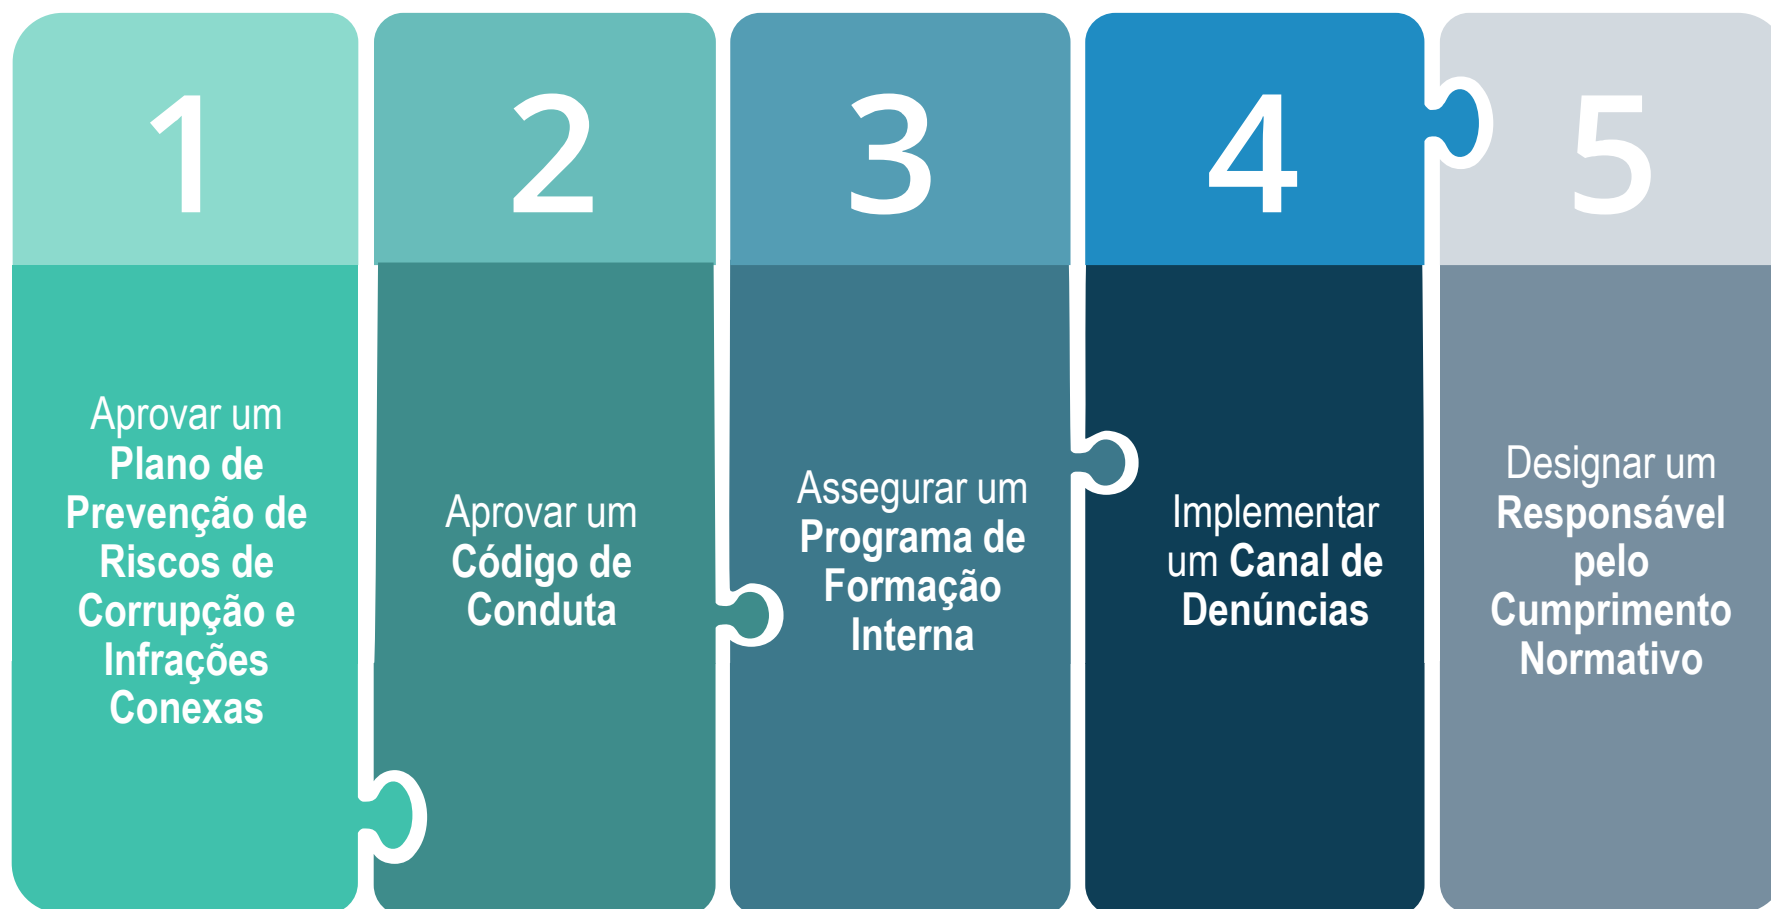 1
Aprovar um
Plano de
Prevenção de
Riscos de
Corrupção e
Infrações
Conexas
2
Aprovar um
Código de
Conduta
3
Assegurar um
Programa de
Formação
Interna
4
Implementar
um Canal de
Denúncias
5
Designar um
Responsável
pelo
Cumprimento
Normativo